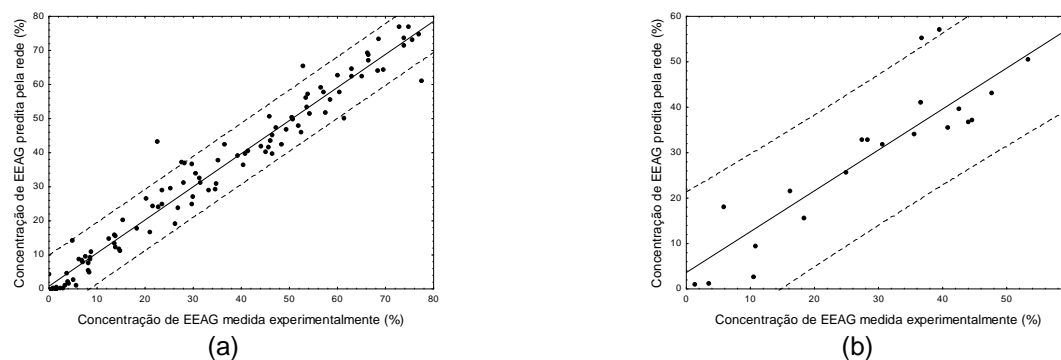 Concentração de EEAG predita pela rede (%)
80
70
60
50
40
30
20
10
0
0 10 20 30 40 50 60 70 80
Concentração de EEAG medida experimentalmente (%)
(a)
Concentração de EEAG predita pela rede (%)
60
50
40
30
20
10
0
0 10 20 30 40 50
Concentração de EEAG medida experimentalmente (%)
(b)